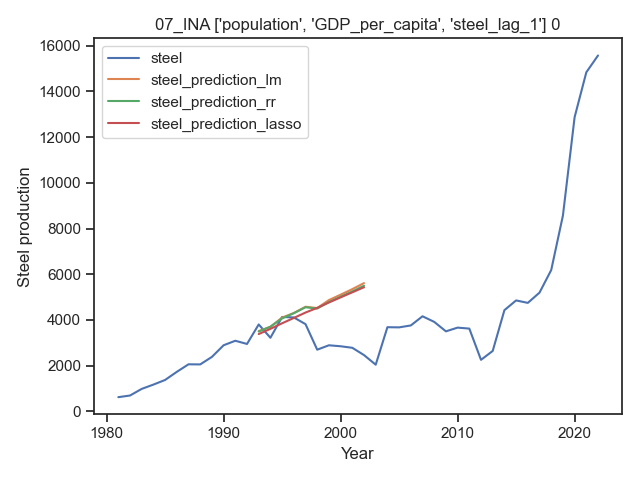 07_INA ['population', 'GDP_per_capita', 'steel_lag_1'] 0
16000
14000
12000
10000
8000
6000
4000
2000
0
Steel production
steel
steel_prediction_lm
steel_prediction_rr
steel_prediction_lasso
1980
1990
2000
2010
2020
Year